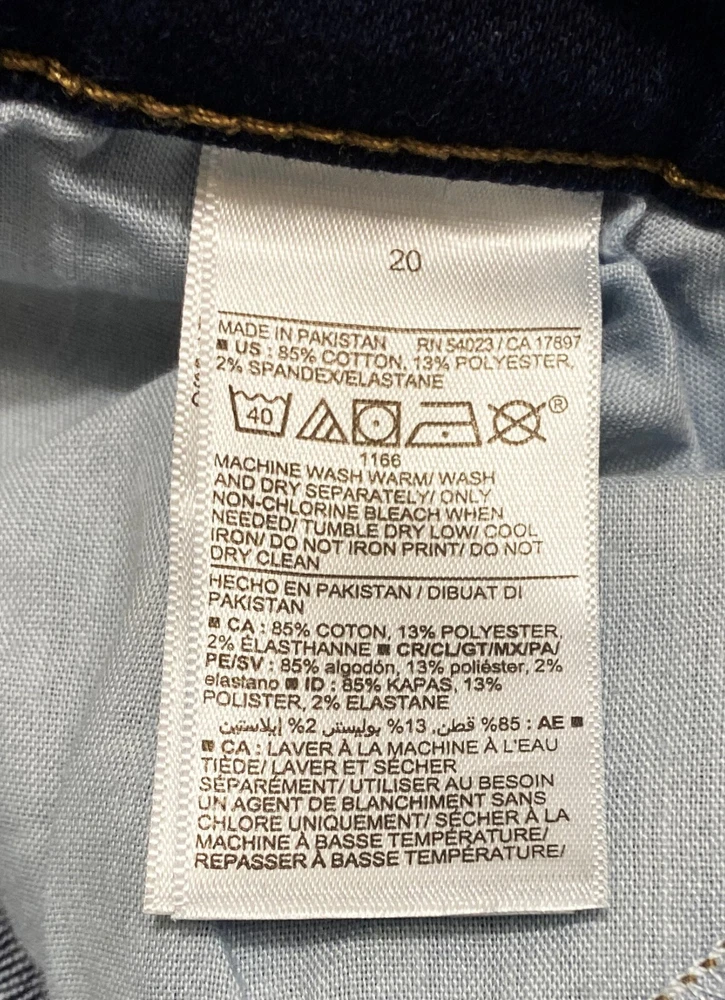 20
MADE IN PAKISTAN RN 54023 / CA 17897
■ US : 85% COTTON, 13% POLYESTER,
2% SPANDEX/ELASTANE
40 ®
1166
MACHINE WASH WARM/ WASH
AND DRY SEPARATELY/ ONLY
NON-CHLORINE BLEACH WHEN
NEEDED/ TUMBLE DRY LOW/ COOL
IRON/ DO NOT IRON PRINT/ DO NOT
DRY CLEAN
HECHO EN PAKISTAN / DIBUAT DI
PAKISTAN
■ CA : 85% COTON, 13% POLYESTER,
2% ÉLASTHANNE ■ CR/CL/GT/MX/PA/
PE/SV : 85% algodón, 13% poliéster, 2%
elastano ■ ID : 85% KAPAS, 13%
POLISTER, 2% ELASTANE
■ AE : 85% قطن, 13% بوليستر, 2% إيلاستين
■ CA : LAVER À LA MACHINE À L'EAU
TIÈDE/ LAVER ET SÉCHER
SÉPARÉMENT/ UTILISER AU BESOIN
UN AGENT DE BLANCHIMENT SANS
CHLORE UNIQUEMENT/ SÉCHER À LA
MACHINE À BASSE TEMPÉRATURE/
REPASSER À BASSE TEMPÉRATURE/